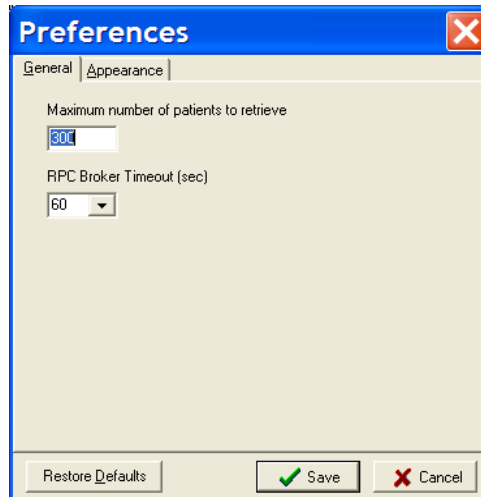 Preferences
General Appearance
Maximum number of patients to retrieve
300
RPC Broker Timeout (sec)
60
Restore Defaults Save Cancel